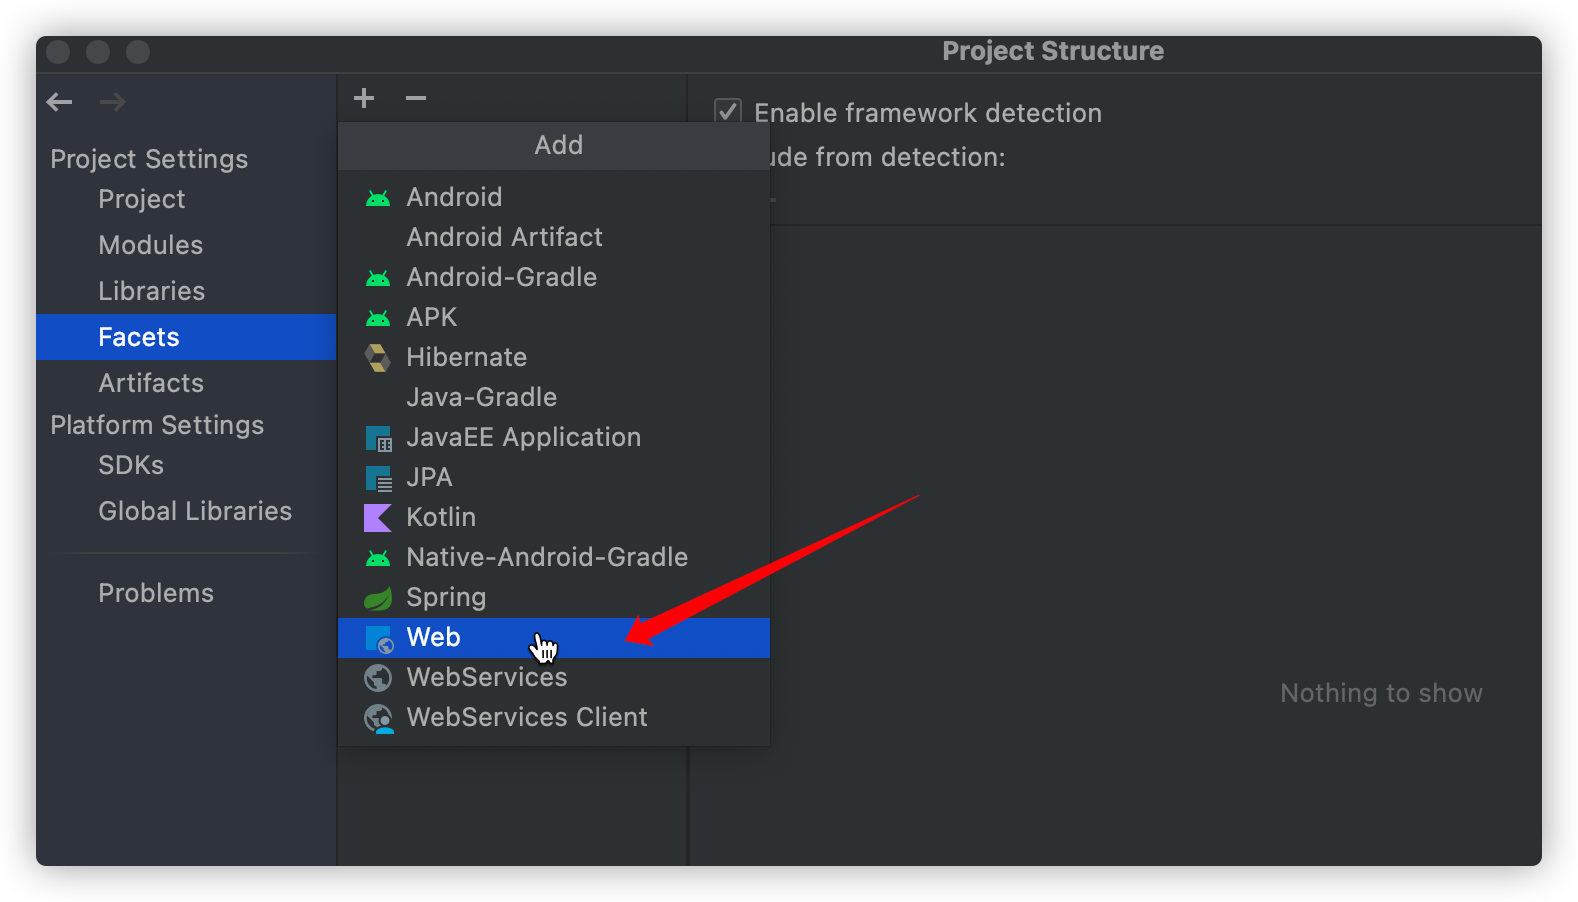 Project Structure
Project Settings
Project
Modules
Libraries
Facets
Artifacts
Platform Settings
SDKs
Global Libraries
Problems
Add
Android
Android Artifact
Android-Gradle
APK
Hibernate
Java-Gradle
JavaEE Application
JPA
Kotlin
Native-Android-Gradle
Spring
Web
WebServices
WebServices Client
Enable framework detection
ude from detection:
Nothing to show